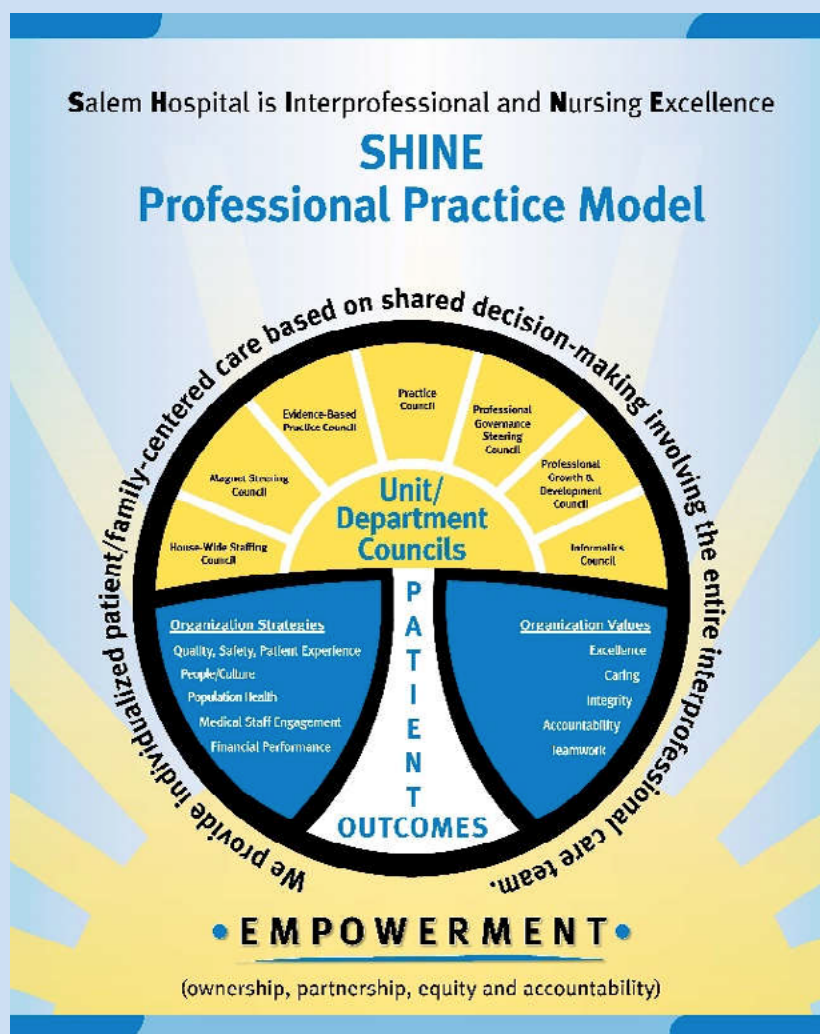 Salem Hospital is Interprofessional and Nursing Excellence
SHINE
Professional Practice Model
We provide individualized patient/family-centered care based on shared decision-making involving the entire interprofessional care team.
House-Wide Staffing
Council
Magnet Steering
Council
Evidence-Based
Practice Council
Practice
Council
Professional
Governance
Steering
Council
Professional
Growth &
Development
Council
Informatics
Council
Unit/
Department
Councils
PATIENT
OUTCOMES
Organization Strategies
Quality, Safety, Patient Experience
People/Culture
Population Health
Medical Staff Engagement
Financial Performance
Organization Values
Excellence
Caring
Integrity
Accountability
Teamwork
• EMPOWERMENT •
(ownership, partnership, equity and accountability)